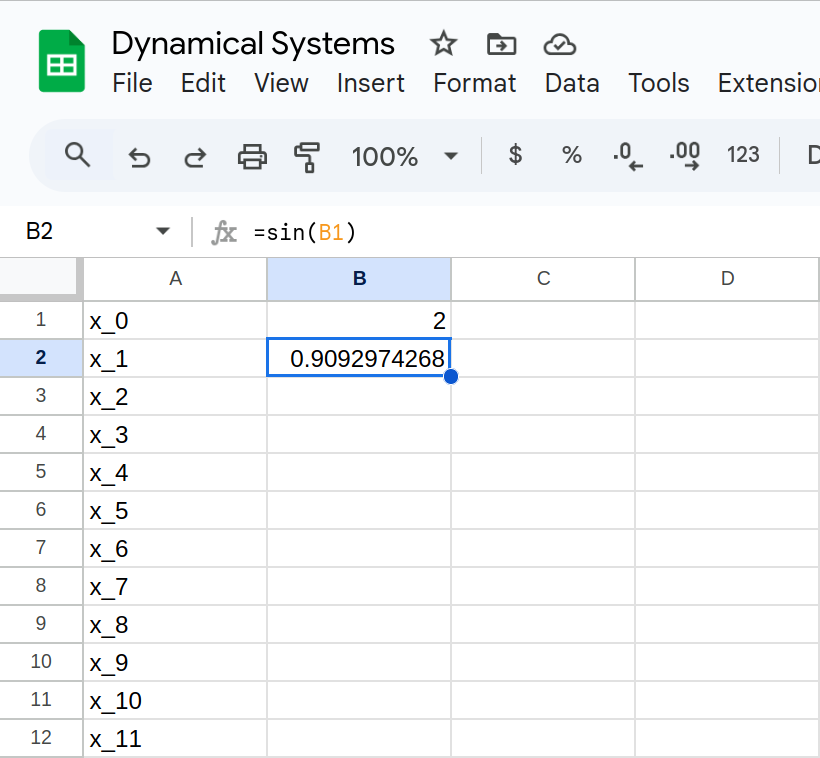 Dynamical Systems
File Edit View Insert Format Data Tools Extensio
100% $ % .0 .00 123
B2 fx =sin(B1)
A B C D
1 x_0 2
2 x_1 0.9092974268
3 x_2
4 x_3
5 x_4
6 x_5
7 x_6
8 x_7
9 x_8
10 x_9
11 x_10
12 x_11